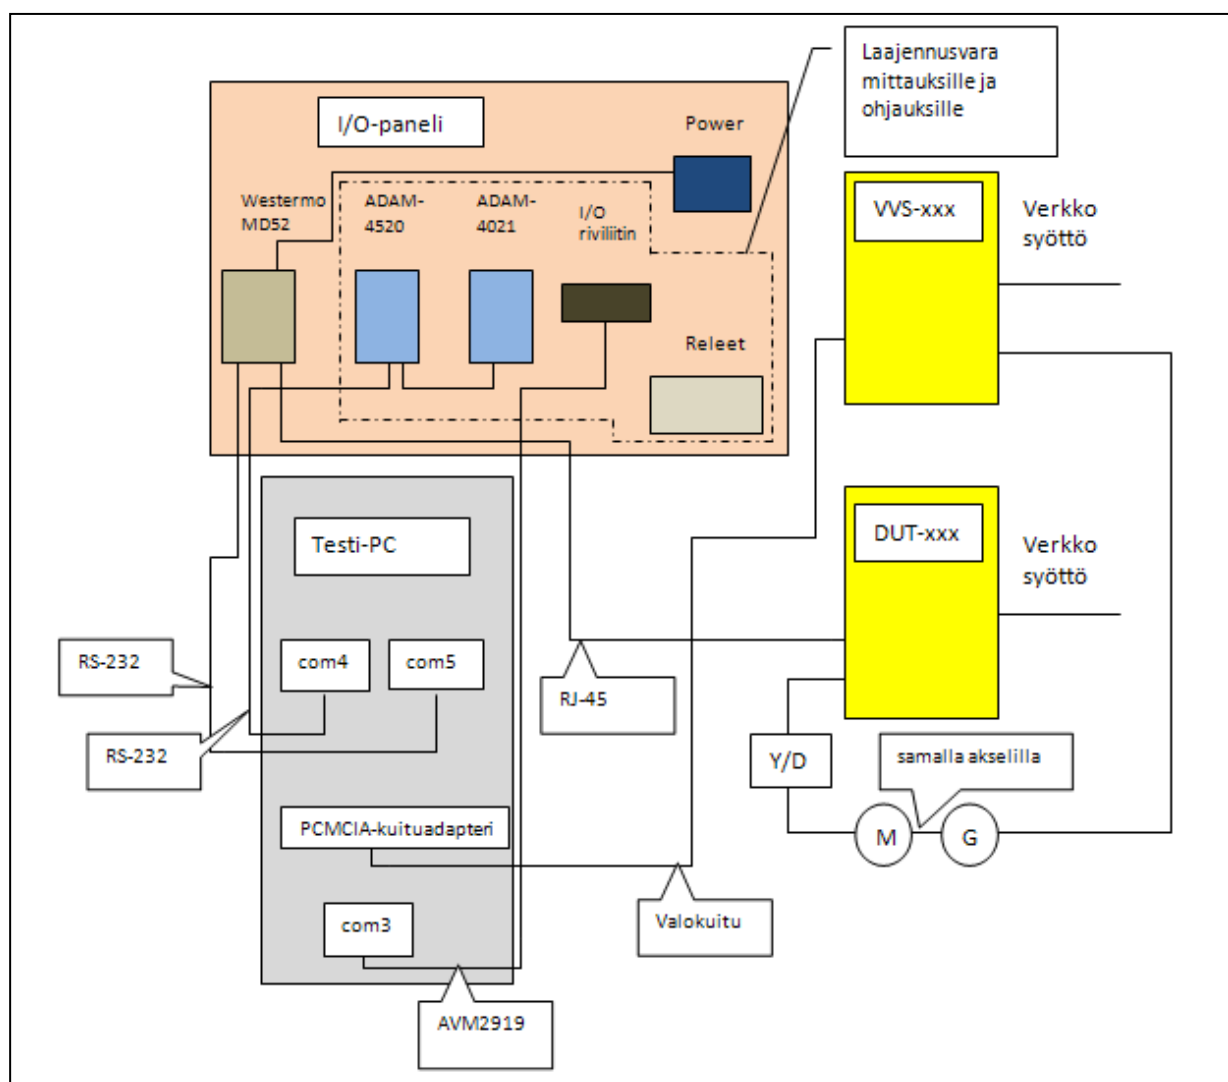 Laajennusvara
mittauksille ja
ohjauksille
I/O-paneli
Power
Westermo
MD52
ADAM-
4520
ADAM-
4021
I/O
riviliitin
Releet
VVS-xxx
Verkko
syöttö
Testi-PC
DUT-xxx
Verkko
syöttö
RS-232
com4
com5
RJ-45
RS-232
Y/D
samalla akselilla
M
G
PCMCIA-kuituadapteri
Valokuitu
com3
AVM2919